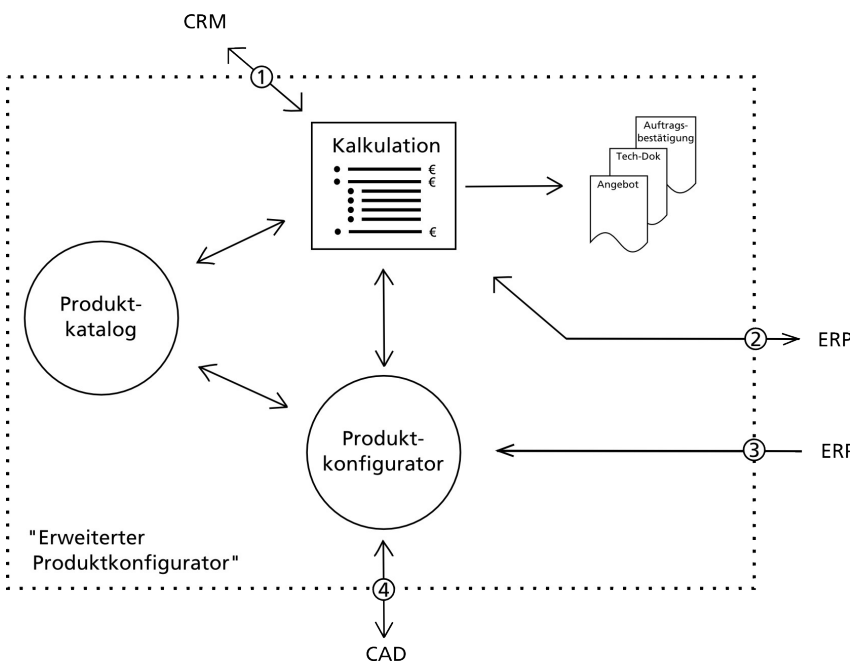 CRM
1
Kalkulation
€
€
€
Auftrags-
bestätigung
Tech-Dok
Angebot
Produkt-
katalog
2
ERP
Produkt-
konfigurator
3
ERP
"Erweiterter
Produktkonfigurator"
4
CAD